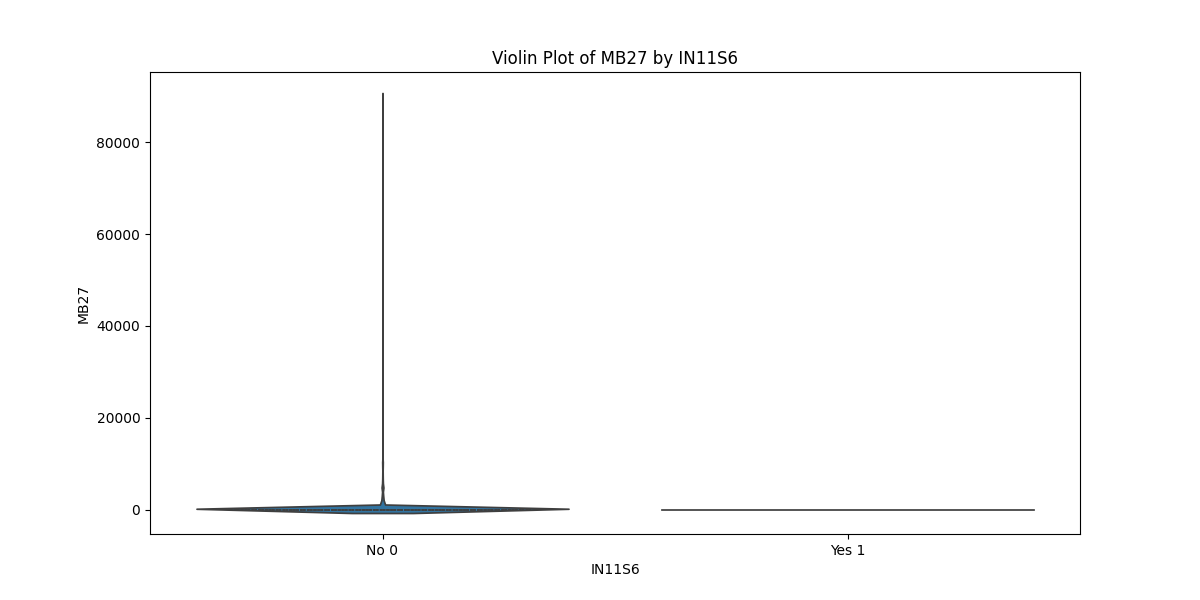 Violin Plot of MB27 by IN11S6
MB27
80000
60000
40000
20000
0
No 0
Yes 1
IN11S6